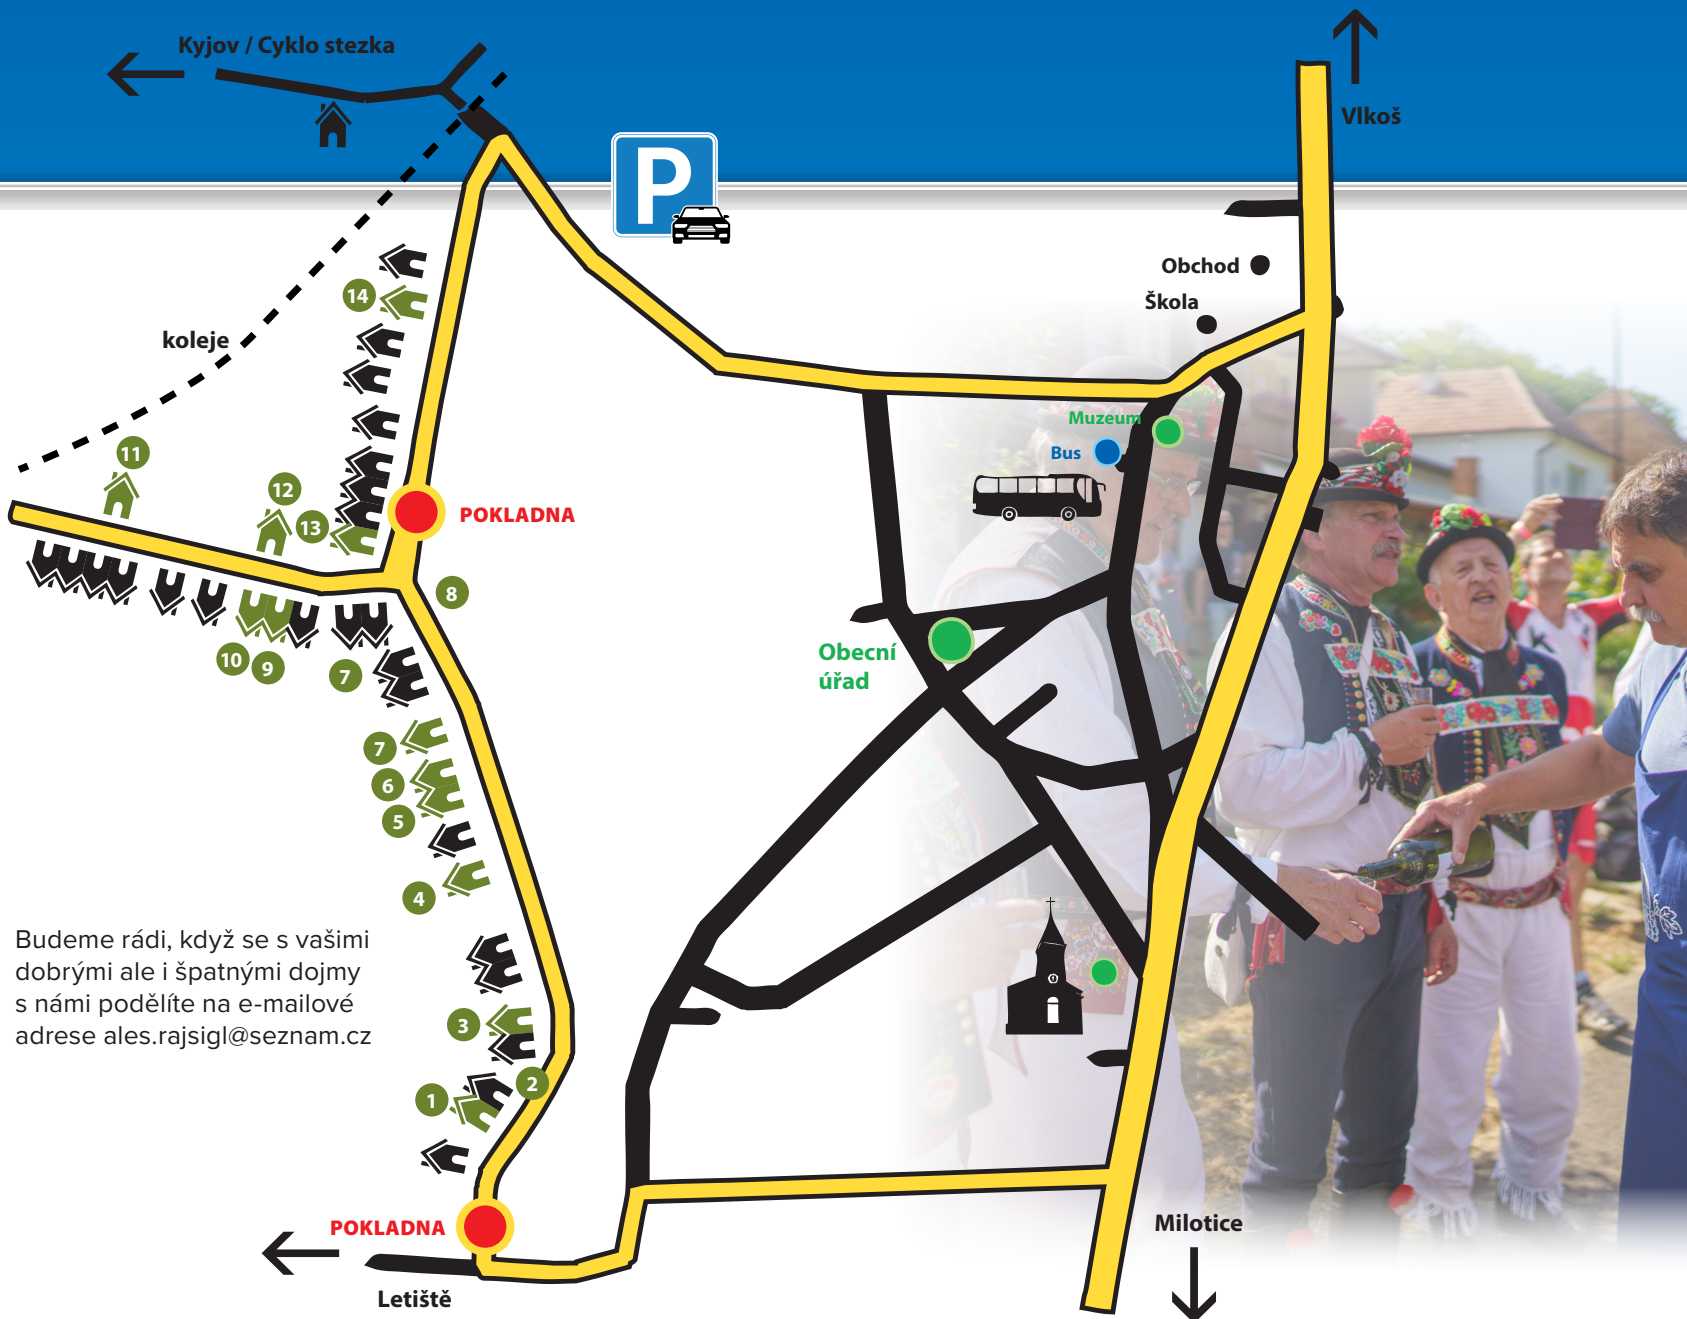 Kyjov / Cyklo stezka
Vlkoš
P
Obchod
Škola
14
koleje
Muzeum
Bus
11
12
13
POKLADNA
8
Obecní
úřad
10
9
7
7
6
5
4
Budeme rádi, když se s vašimi
dobrými ale i špatnými dojmy
s námi podělíte na e-mailové
adrese ales.rajsigl@seznam.cz
3
2
1
POKLADNA
Milotice
Letiště